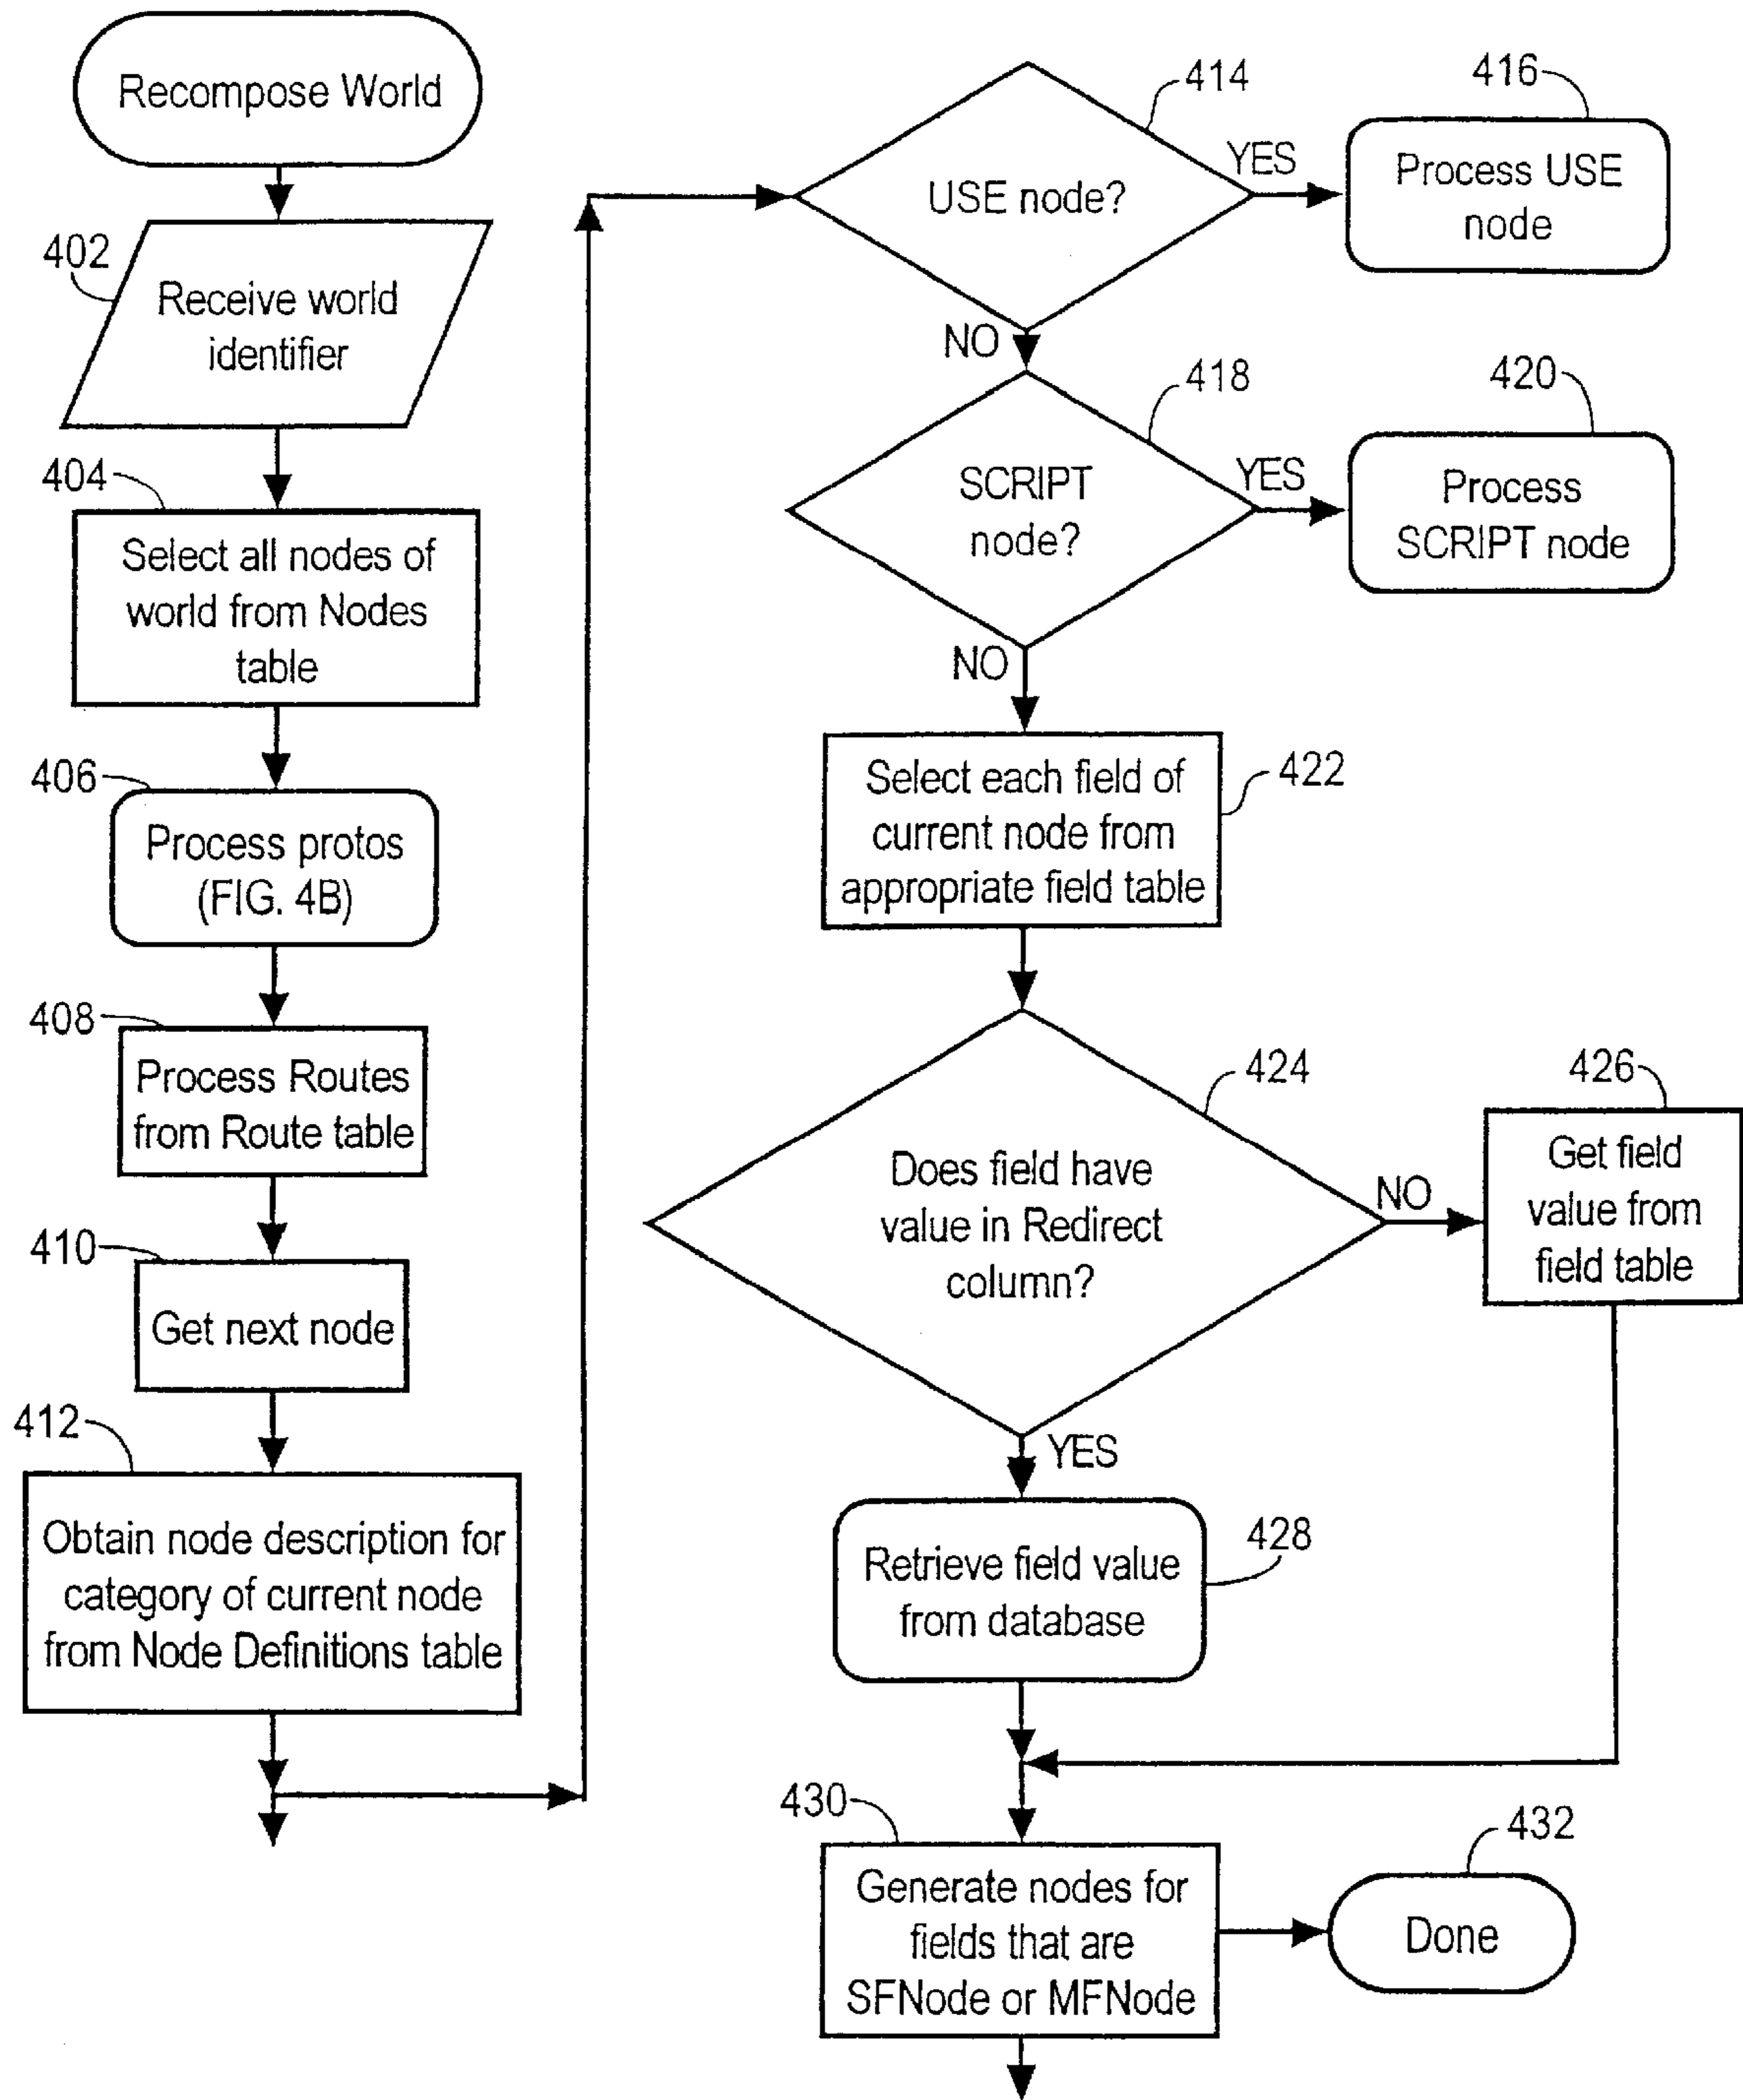 Recompose World
402
Receive world
identifier
404
Select all nodes of
world from Nodes
table
406
Process protos
(FIG. 4B)
408
Process Routes
from Route table
410
Get next node
412
Obtain node description for
category of current node
from Node Definitions table
414
USE node?
YES
416
Process USE
node
NO
418
SCRIPT
node?
YES
420
Process
SCRIPT node
NO
422
Select each field of
current node from
appropriate field table
424
Does field have
value in Redirect
column?
NO
426
Get field
value from
field table
YES
428
Retrieve field value
from database
430
Generate nodes for
fields that are
SFNode or MFNode
432
Done